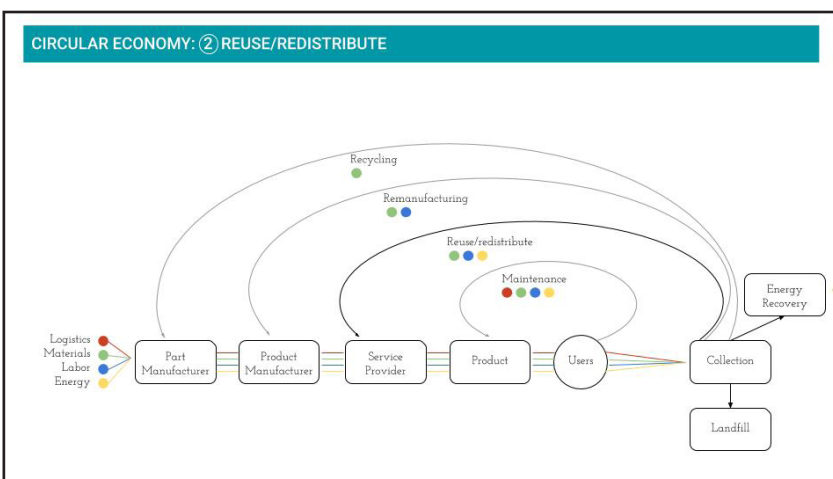 CIRCULAR ECONOMY: ② REUSE/REDISTRIBUTE
Recycling
Remanufacturing
Reuse/redistribute
Maintenance
Energy
Recovery
Logistics
Materials
Labor
Energy
Part
Manufacturer
Product
Manufacturer
Service
Provider
Product
Users
Collection
Landfill